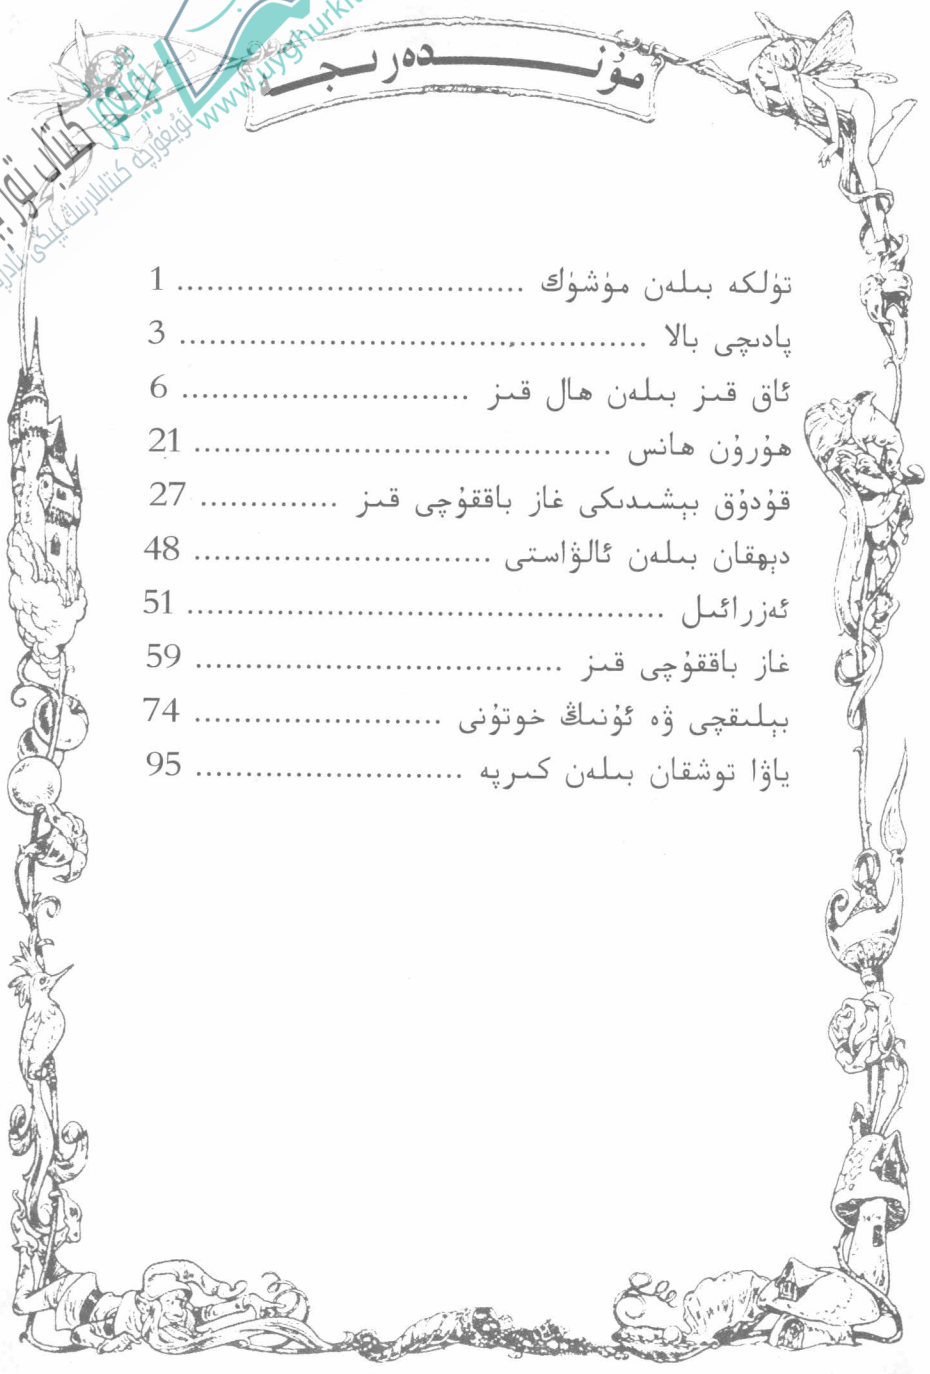 مۇنــــدەرىجــــە
تۈلكە بىلەن مۈشۈك .................................. 1
پادىچى بالا .............................................. 3
ئاق قىز بىلەن ھال قىز ............................. 6
ھۇرۇن ھانس .......................................... 21
قۇدۇق بېشىدىكى غاز باققۇچى قىز .............. 27
دېھقان بىلەن ئالۋاستى .............................. 48
ئەزرائىل ................................................ 51
غاز باققۇچى قىز ..................................... 59
بېلىقچى ۋە ئۇنىڭ خوتۇنى ......................... 74
ياۋا توشقان بىلەن كىرپە ........................... 95